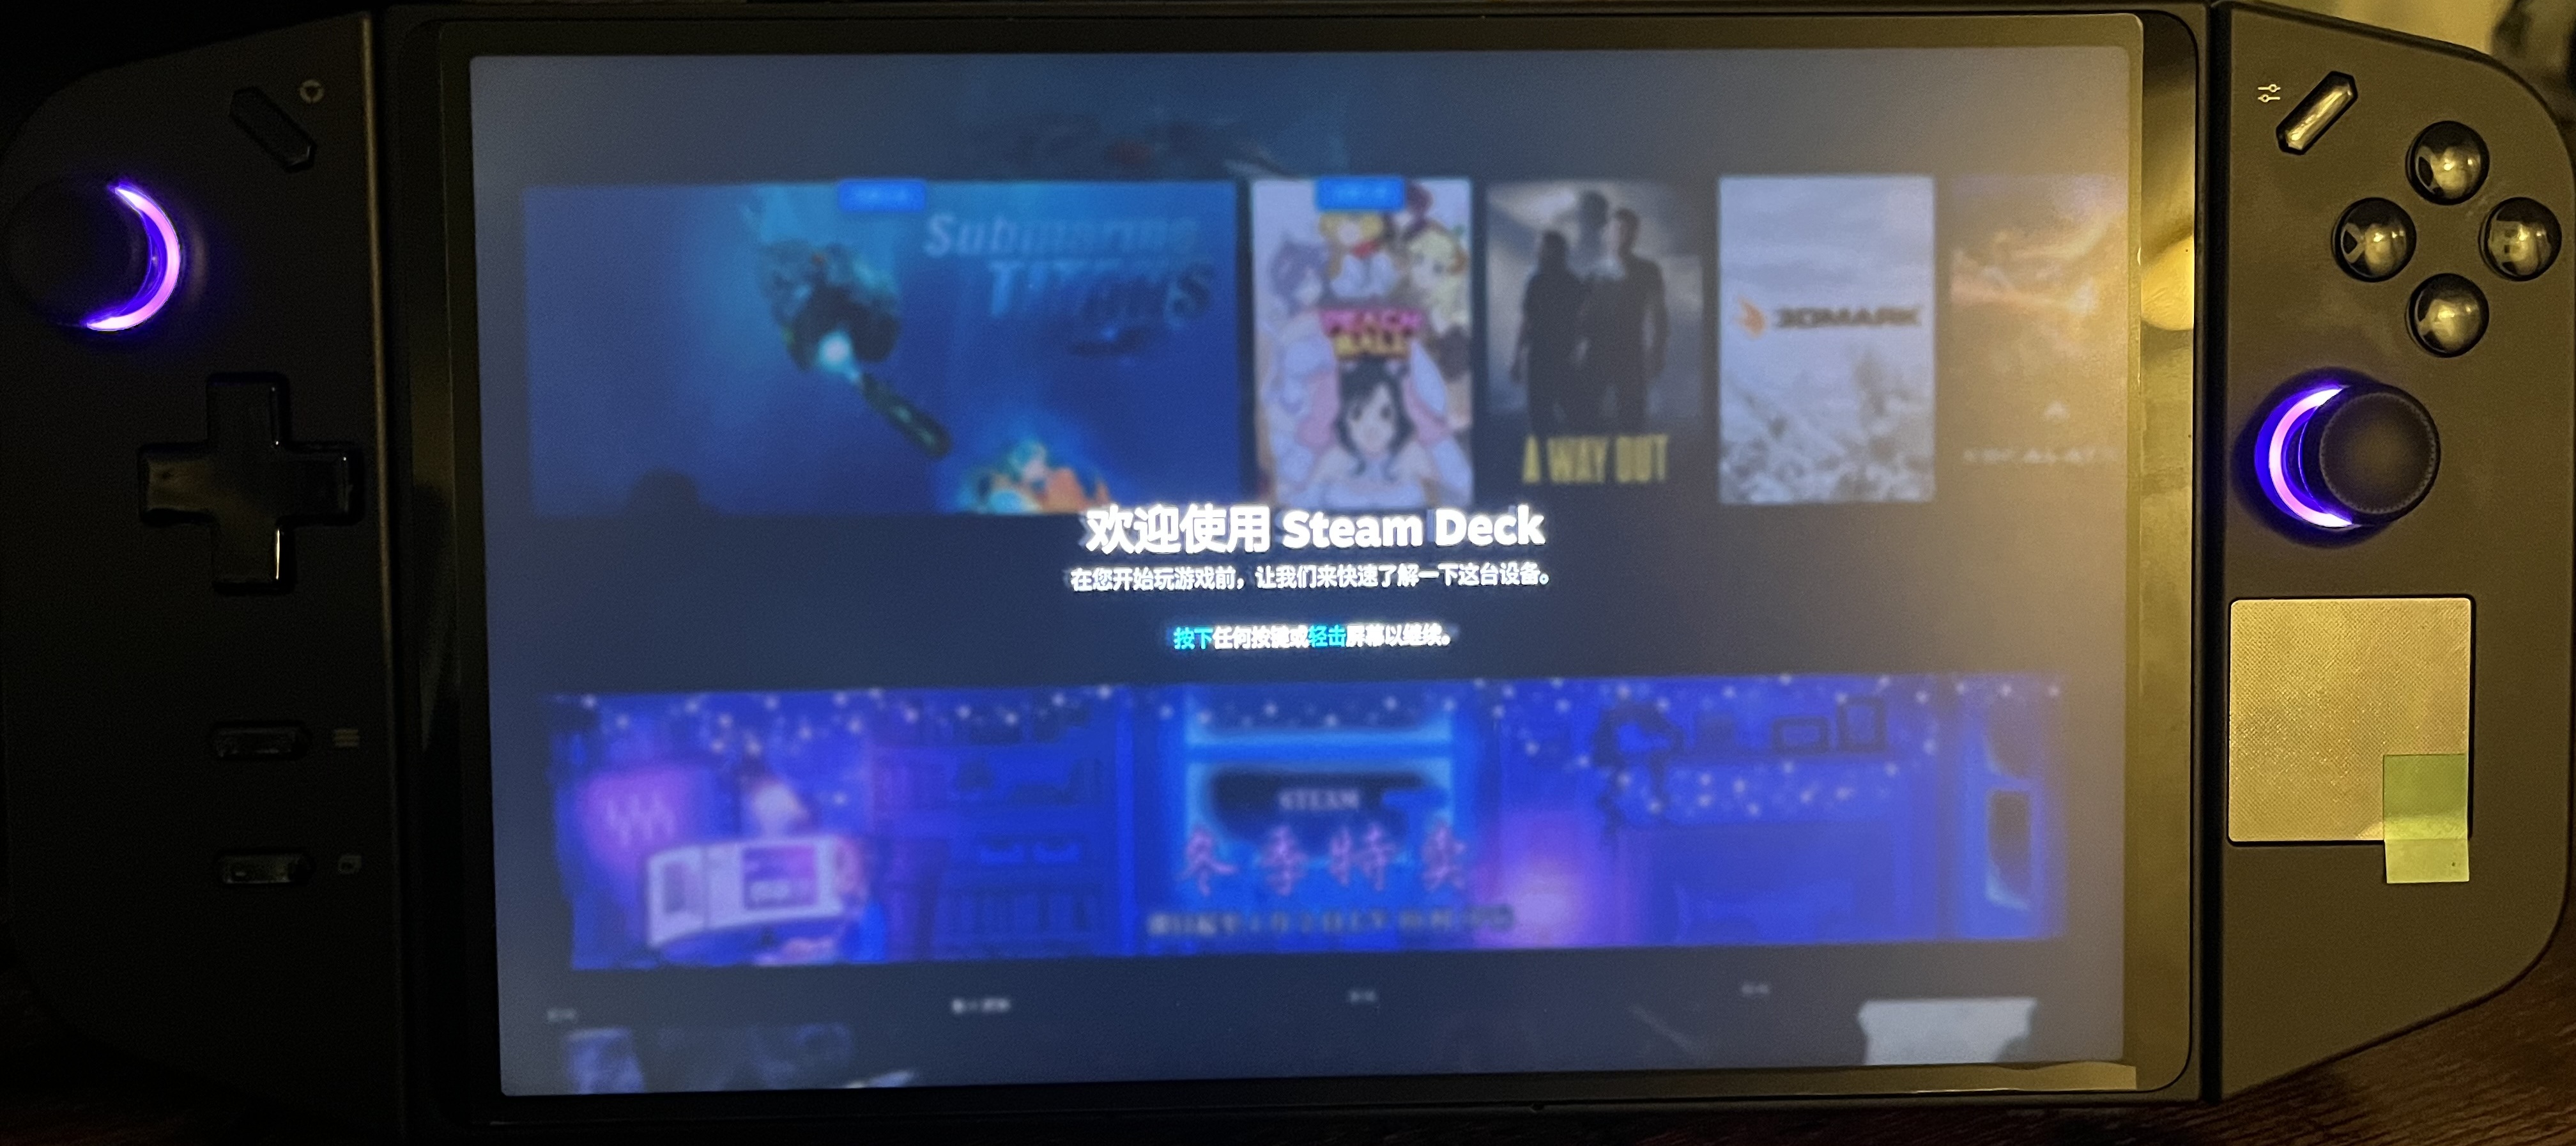 Submarine
TITANS
PEACH
BALL
A WAY OUT
3DMARK
欢迎使用 Steam Deck
在您开始玩游戏前，让我们来快速了解一下这台设备。
按下任何按键或轻击屏幕以继续。
STEAM
冬季特卖